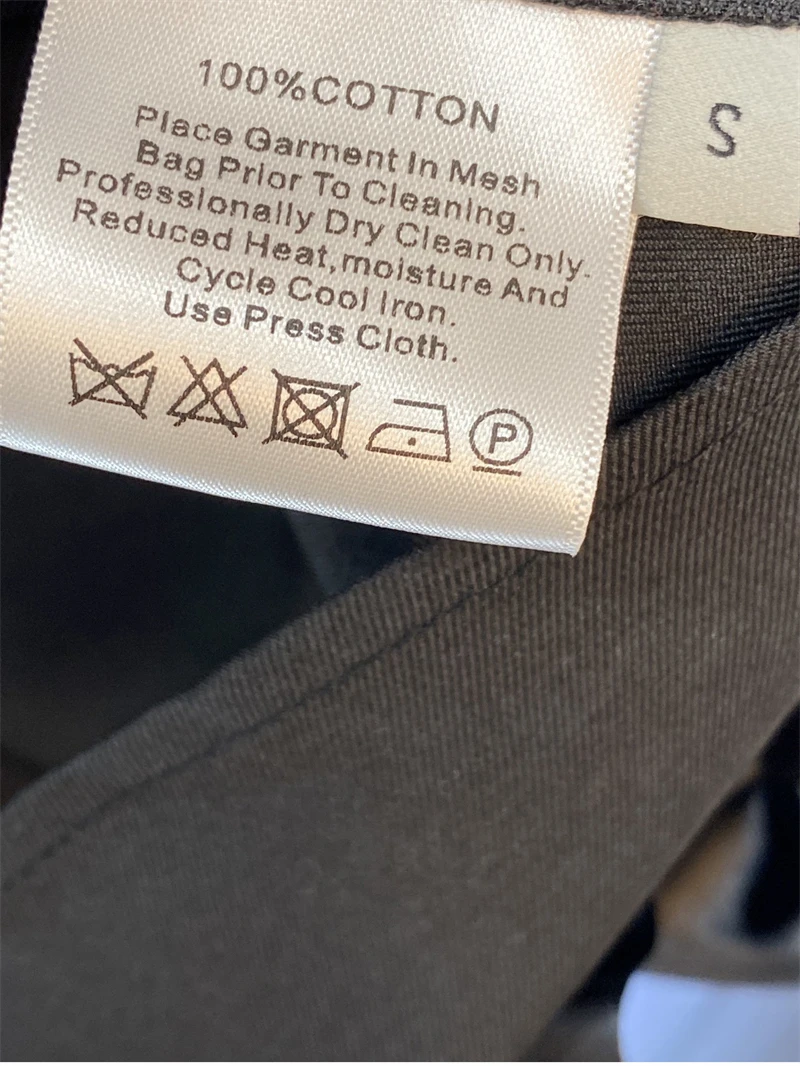 100%COTTON
Place Garment In Mesh
Bag Prior To Cleaning.
Professionally Dry Clean Only.
Reduced Heat,moisture And
Cycle Cool Iron.
Use Press Cloth.
P
S